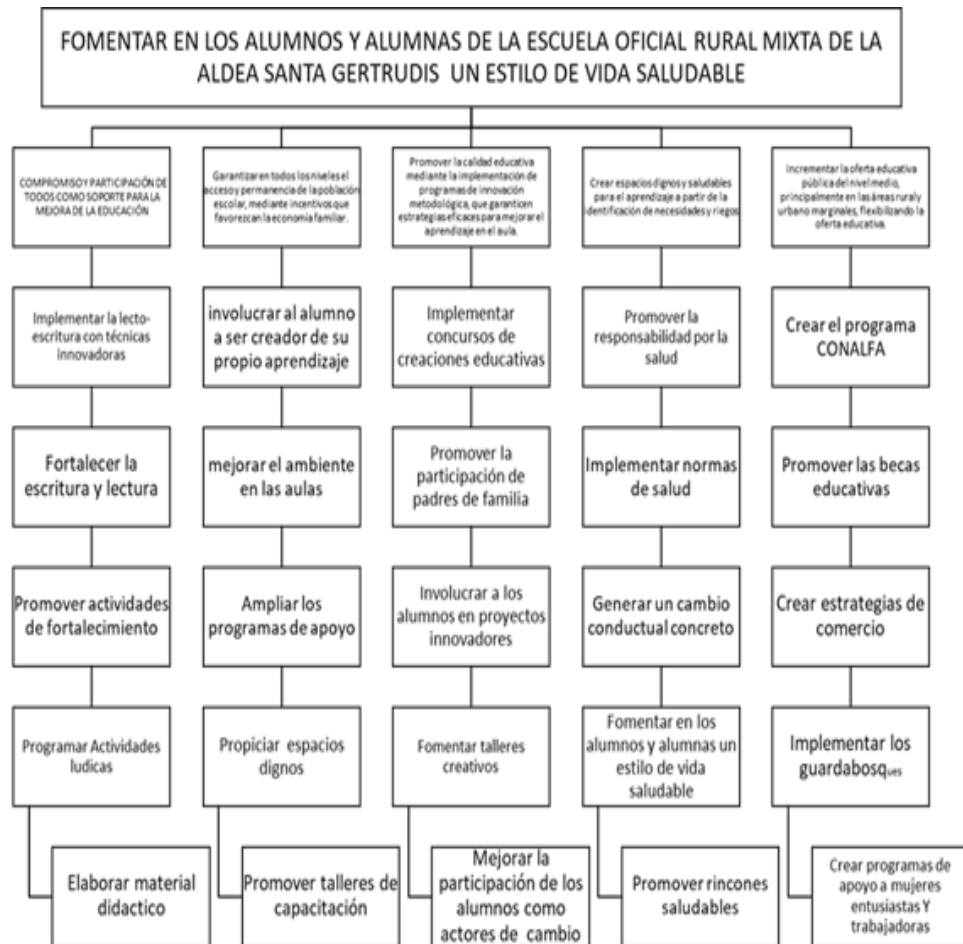 FOMENTAR EN LOS ALUMNOS Y ALUMNAS DE LA ESCUELA OFICIAL RURAL MIXTA DE LA
ALDEA SANTA GERTRUDIS UN ESTILO DE VIDA SALUDABLE
COMPROMISO Y PARTICIPACIÓN DE
TODOS COMO SOPORTE PARA LA
MEJORA DE LA EDUCACIÓN
Garantizar en todos los niveles el
acceso y permanencia de la población
escolar, mediante incentivos que
favorezcan la economía familiar.
Promover la calidad educativa
mediante la implementación de
programas de innovación
metodológica, que garanticen
estrategias eficaces para mejorar el
aprendizaje en el aula.
Crear espacios dignos y saludables
para el aprendizaje a partir de la
identificación de necesidades y riegos
Incrementar la oferta educativa
pública del nivel medio,
principalmente en las áreas rural y
urbano marginales, flexibilizando la
oferta educativa.
Implementar la lecto-
escritura con técnicas
innovadoras
involucrar al alumno
a ser creador de su
propio aprendizaje
Implementar
concursos de
creaciones educativas
Promover la
responsabilidad por la
salud
Crear el programa
CONALFA
Fortalecer la
escritura y lectura
mejorar el ambiente
en las aulas
Promover la
participación de
padres de familia
Implementar normas
de salud
Promover las becas
educativas
Promover actividades
de fortalecimiento
Ampliar los
programas de apoyo
Involucrar a los
alumnos en proyectos
innovadores
Generar un cambio
conductual concreto
Crear estrategias de
comercio
Programar Actividades
ludicas
Propiciar espacios
dignos
Fomentar talleres
creativos
Fomentar en los
alumnos y alumnas un
estilo de vida
saludable
Implementar los
guardabosques
Elaborar material
didactico
Promover talleres de
capacitación
Mejorar la
participación de los
alumnos como
actores de cambio
Promover rincones
saludables
Crear programas de
apoyo a mujeres
entusiastas Y
trabajadoras